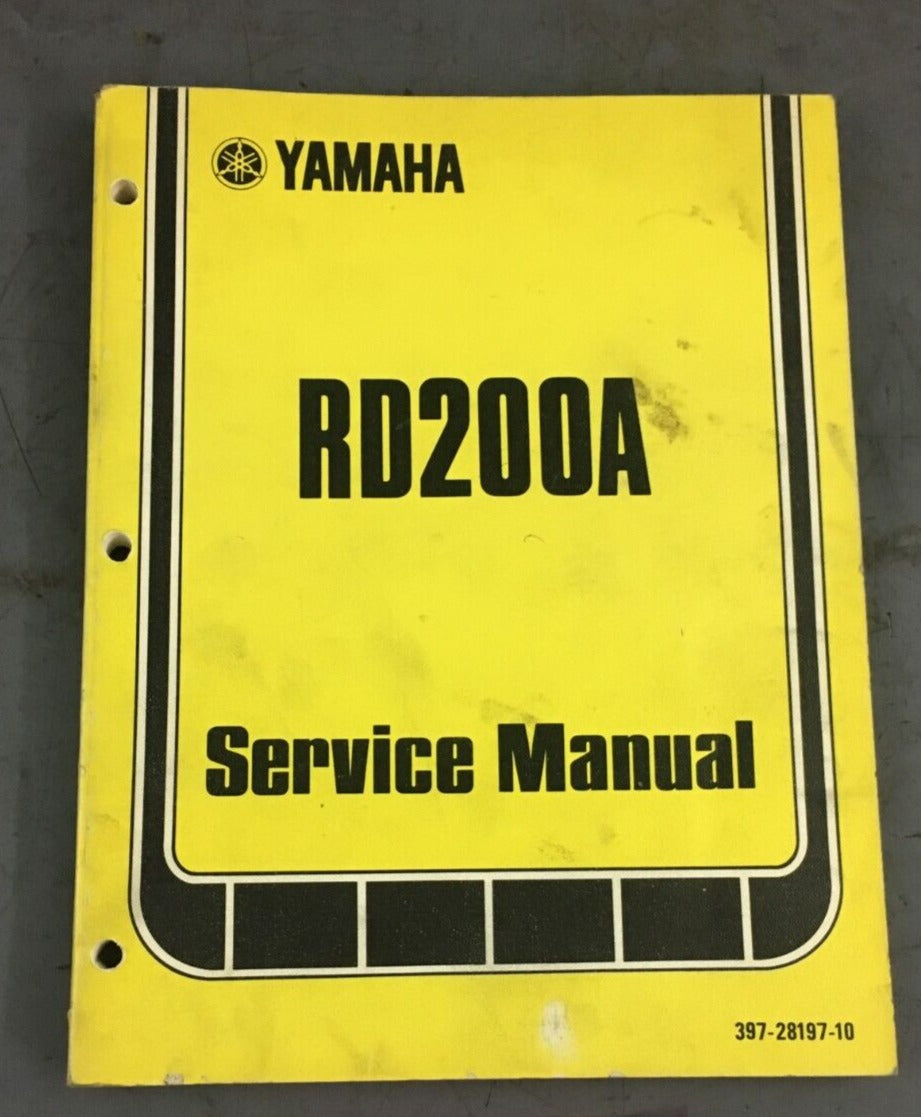 YAMAHA
RD200A
Service Manual
397-28197-10